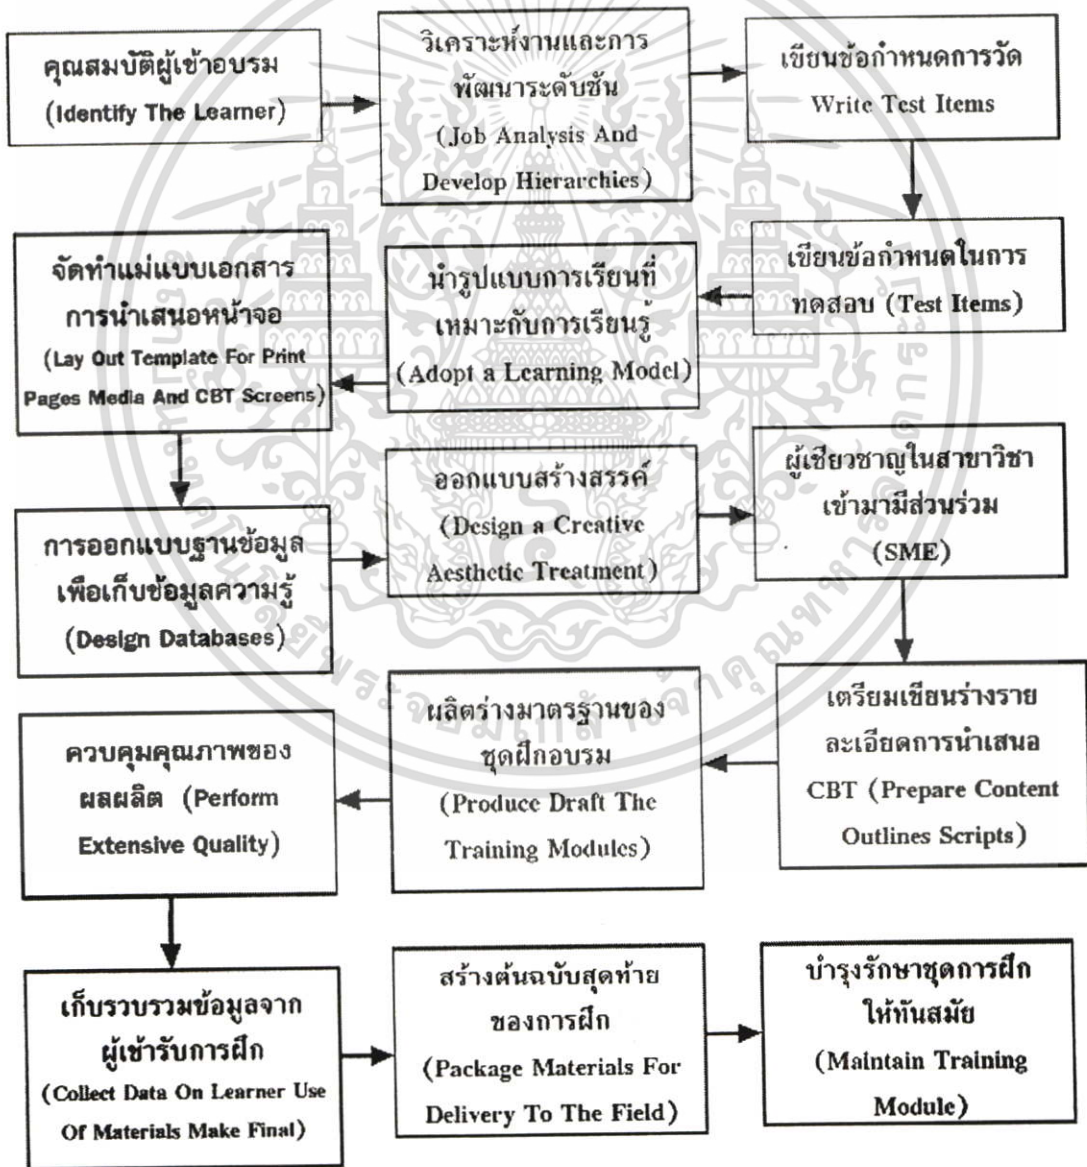 คุณสมบัติผู้เข้าอบรม
(Identify The Learner)
วิเคราะห์งานและการ
พัฒนาระดับชั้น
(Job Analysis And
Develop Hierarchies)
เขียนข้อกำหนดการวัด
Write Test Items
เขียนข้อกำหนดในการ
ทดสอบ (Test Items)
นำรูปแบบการเรียนที่
เหมาะกับการเรียนรู้
(Adopt a Learning Model)
จัดทำแม่แบบเอกสาร
การนำเสนอหน้าจอ
(Lay Out Template For Print
Pages Media And CBT Screens)
การออกแบบฐานข้อมูล
เพื่อเก็บข้อมูลความรู้
(Design Databases)
ออกแบบสร้างสรรค์
(Design a Creative
Aesthetic Treatment)
ผู้เชี่ยวชาญในสาขาวิชา
เข้ามามีส่วนร่วม
(SME)
เตรียมเขียนร่างราย
ละเอียดการนำเสนอ
CBT (Prepare Content
Outlines Scripts)
ผลิตร่างมาตรฐานของ
ชุดฝึกอบรม
(Produce Draft The
Training Modules)
ควบคุมคุณภาพของ
ผลผลิต (Perform
Extensive Quality)
เก็บรวบรวมข้อมูลจาก
ผู้เข้ารับการฝึก
(Collect Data On Learner Use
Of Materials Make Final)
สร้างต้นฉบับสุดท้าย
ของการฝึก
(Package Materials For
Delivery To The Field)
บำรุงรักษาชุดการฝึก
ให้ทันสมัย
(Maintain Training
Module)